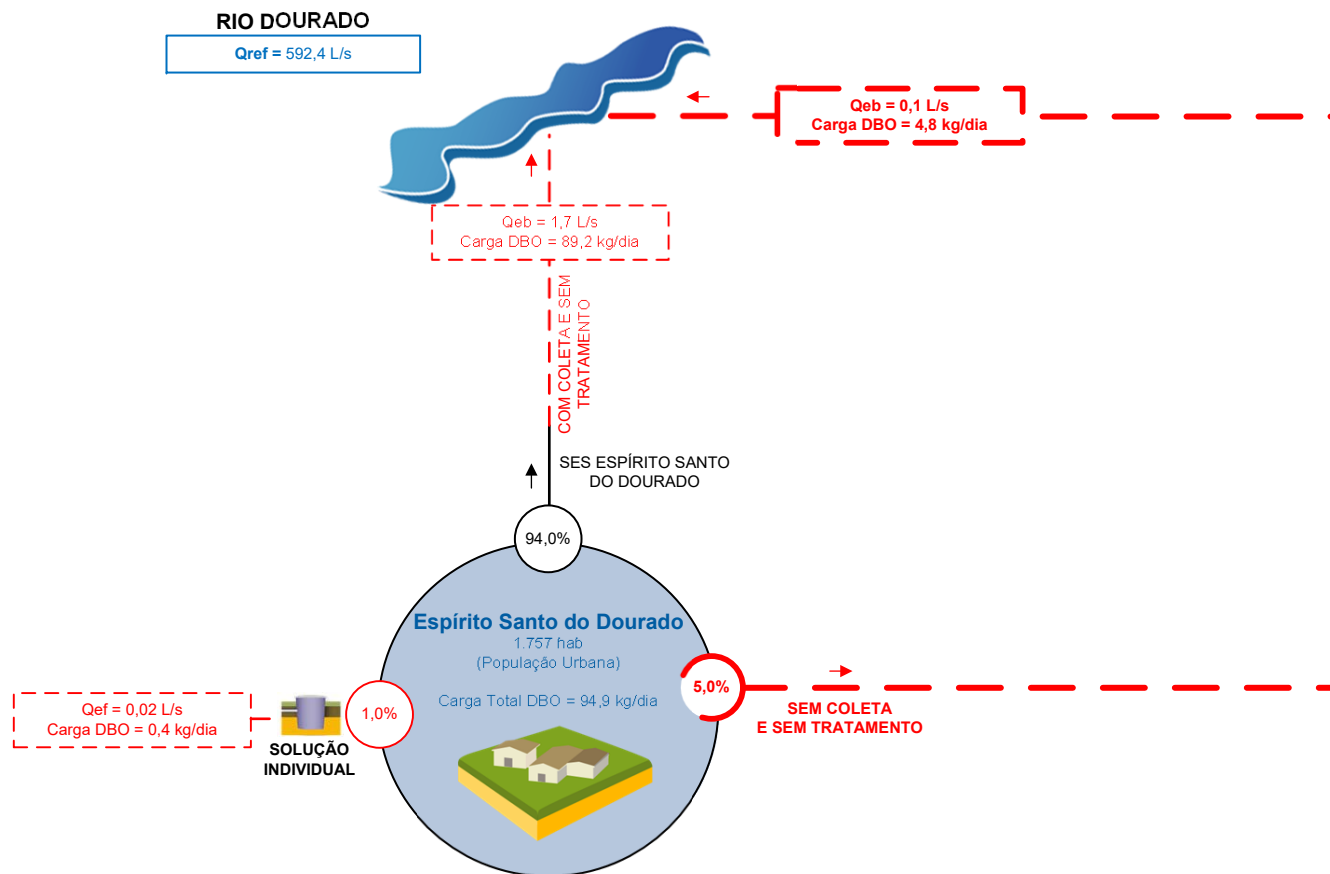 RIO DOURADO
Qref = 592,4 L/s
Qeb = 0,1 L/s
Carga DBO = 4,8 kg/dia
Qeb = 1,7 L/s
Carga DBO = 89,2 kg/dia
COM COLETA E SEM
TRATAMENTO
SES ESPÍRITO SANTO
DO DOURADO
94,0%
Espírito Santo do Dourado
1.757 hab
(População Urbana)
Carga Total DBO = 94,9 kg/dia
5,0%
SEM COLETA
E SEM TRATAMENTO
1,0%
Qef = 0,02 L/s
Carga DBO = 0,4 kg/dia
SOLUÇÃO
INDIVIDUAL